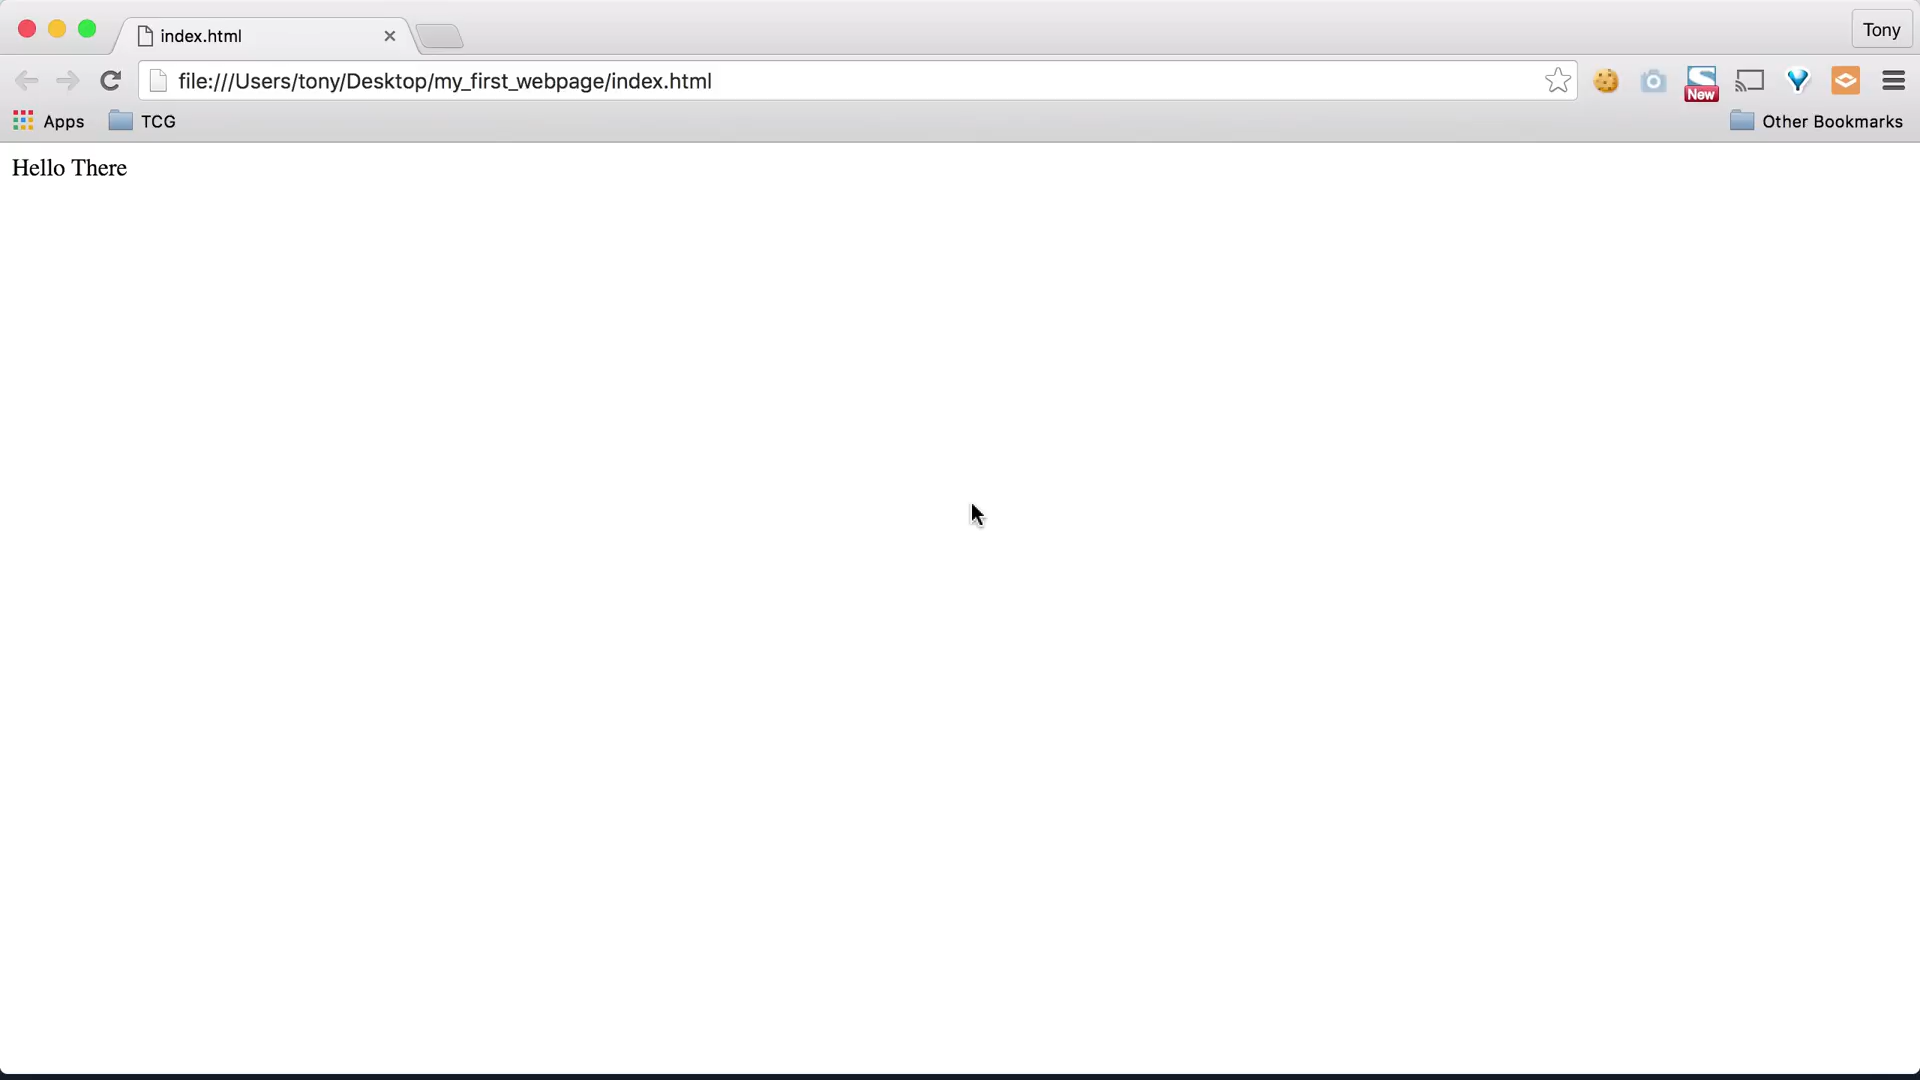 index.html
Tony
file:///Users/tony/Desktop/my_first_webpage/index.html
New
Apps
TCG
Other Bookmarks
Hello There